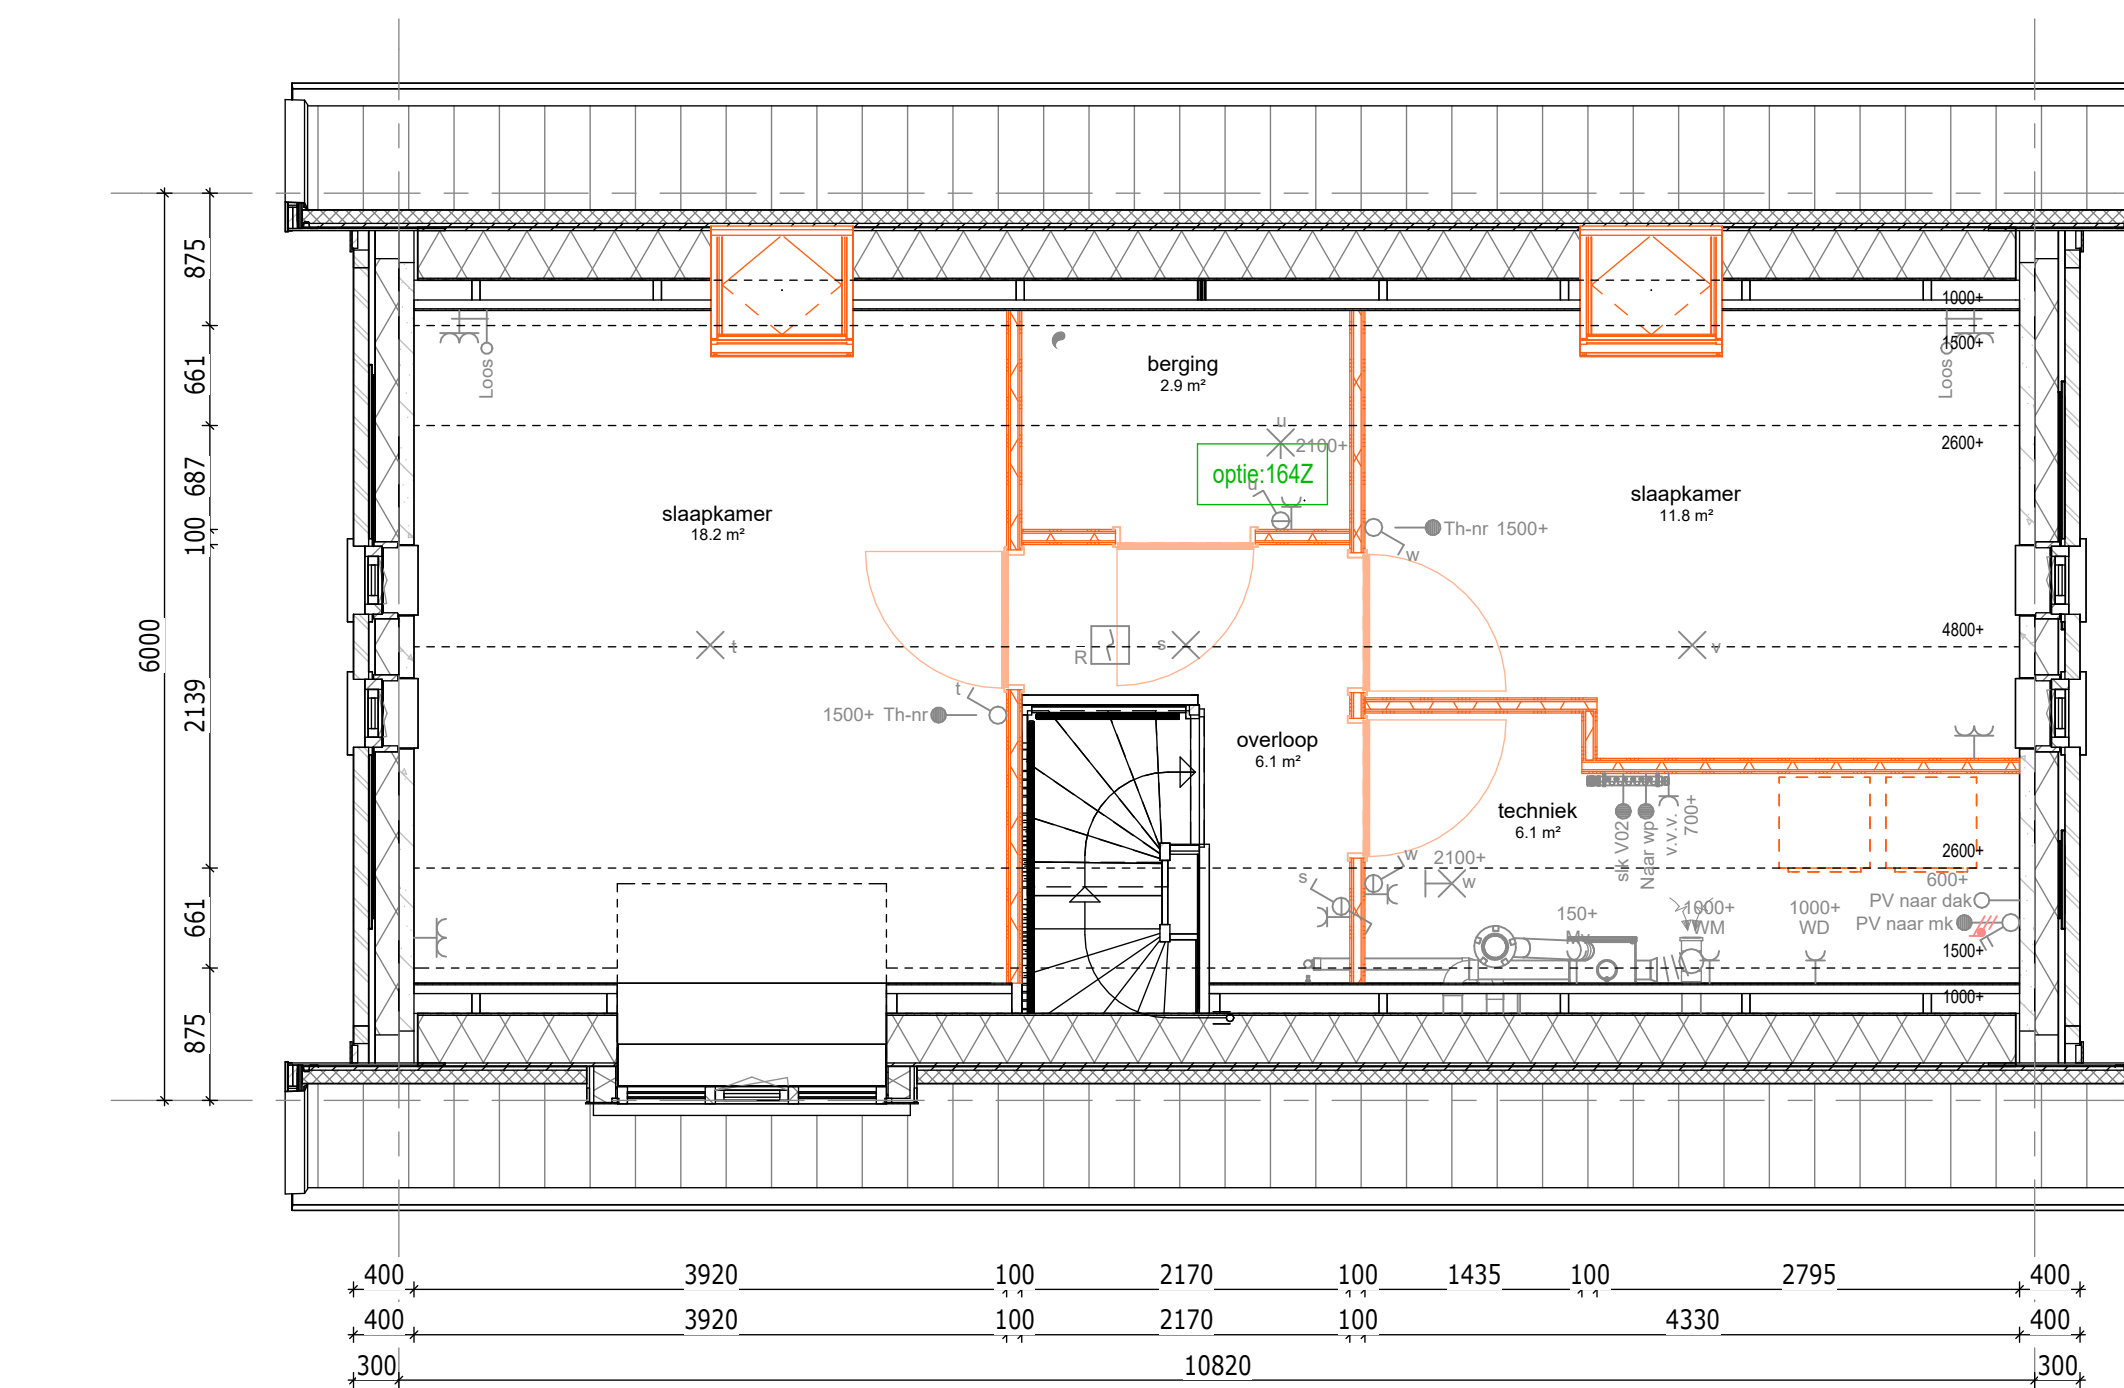 875
661
687
100
2139
661
875
6000
Loos
berging
2.9 m²
u
2100+
optie:164Z
u
slaapkamer
18.2 m²
slaapkamer
11.8 m²
1000+
1500+
Loos
2600+
Th-nr 1500+
w
t
R
s
v
4800+
t
1500+ Th-nr
overloop
6.1 m²
techniek
6.1 m²
slk V02
Naar wp
v.v.v.
700+
w
2100+
w
s
2600+
600+
PV naar dak
PV naar mk
150+
Mv
1000+
WM
1000+
WD
1500+
1000+
400 3920 100 2170 100 1435 100 2795 400
400 3920 100 2170 100 4330 400
300 10820 300